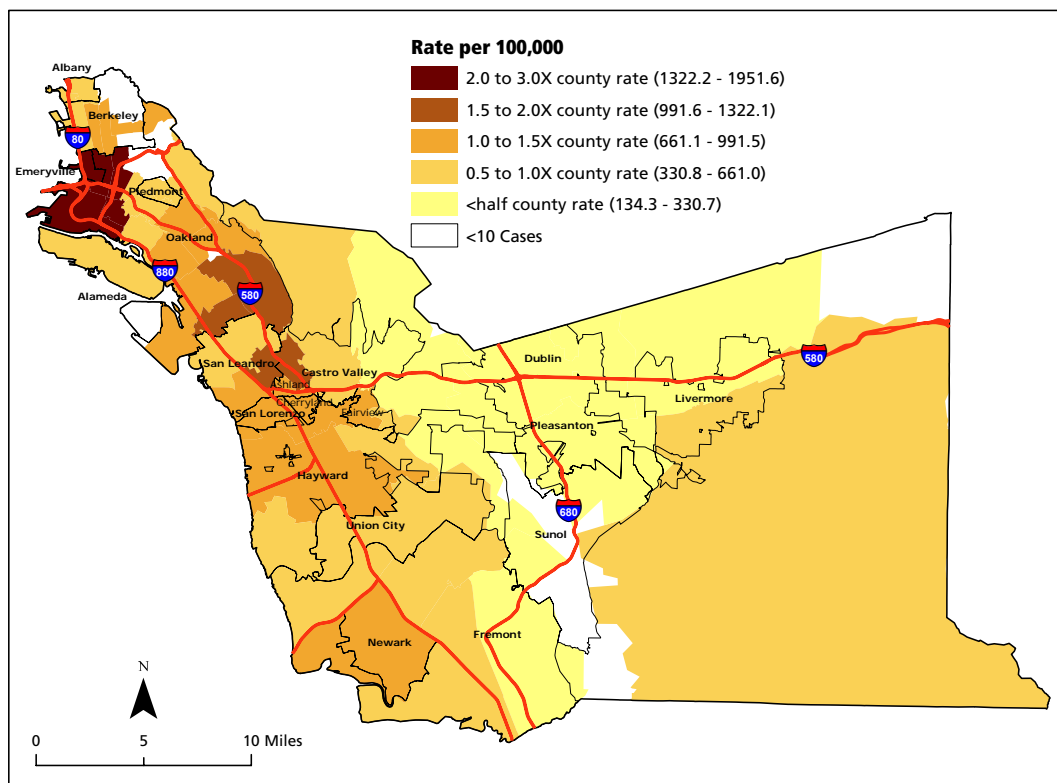 Rate per 100,000
2.0 to 3.0X county rate (1322.2 - 1951.6)
1.5 to 2.0X county rate (991.6 - 1322.1)
1.0 to 1.5X county rate (661.1 - 991.5)
0.5 to 1.0X county rate (330.8 - 661.0)
<half county rate (134.3 - 330.7)
<10 Cases
Albany
Berkeley
80
Emeryville
Piedmont
Oakland
880
580
Alameda
San Leandro
Castro Valley
Ashland
Cherryland
San Lorenzo
Fairview
Dublin
580
Livermore
Pleasanton
Hayward
680
Union City
Sunol
Fremont
Newark
N
0 5 10 Miles